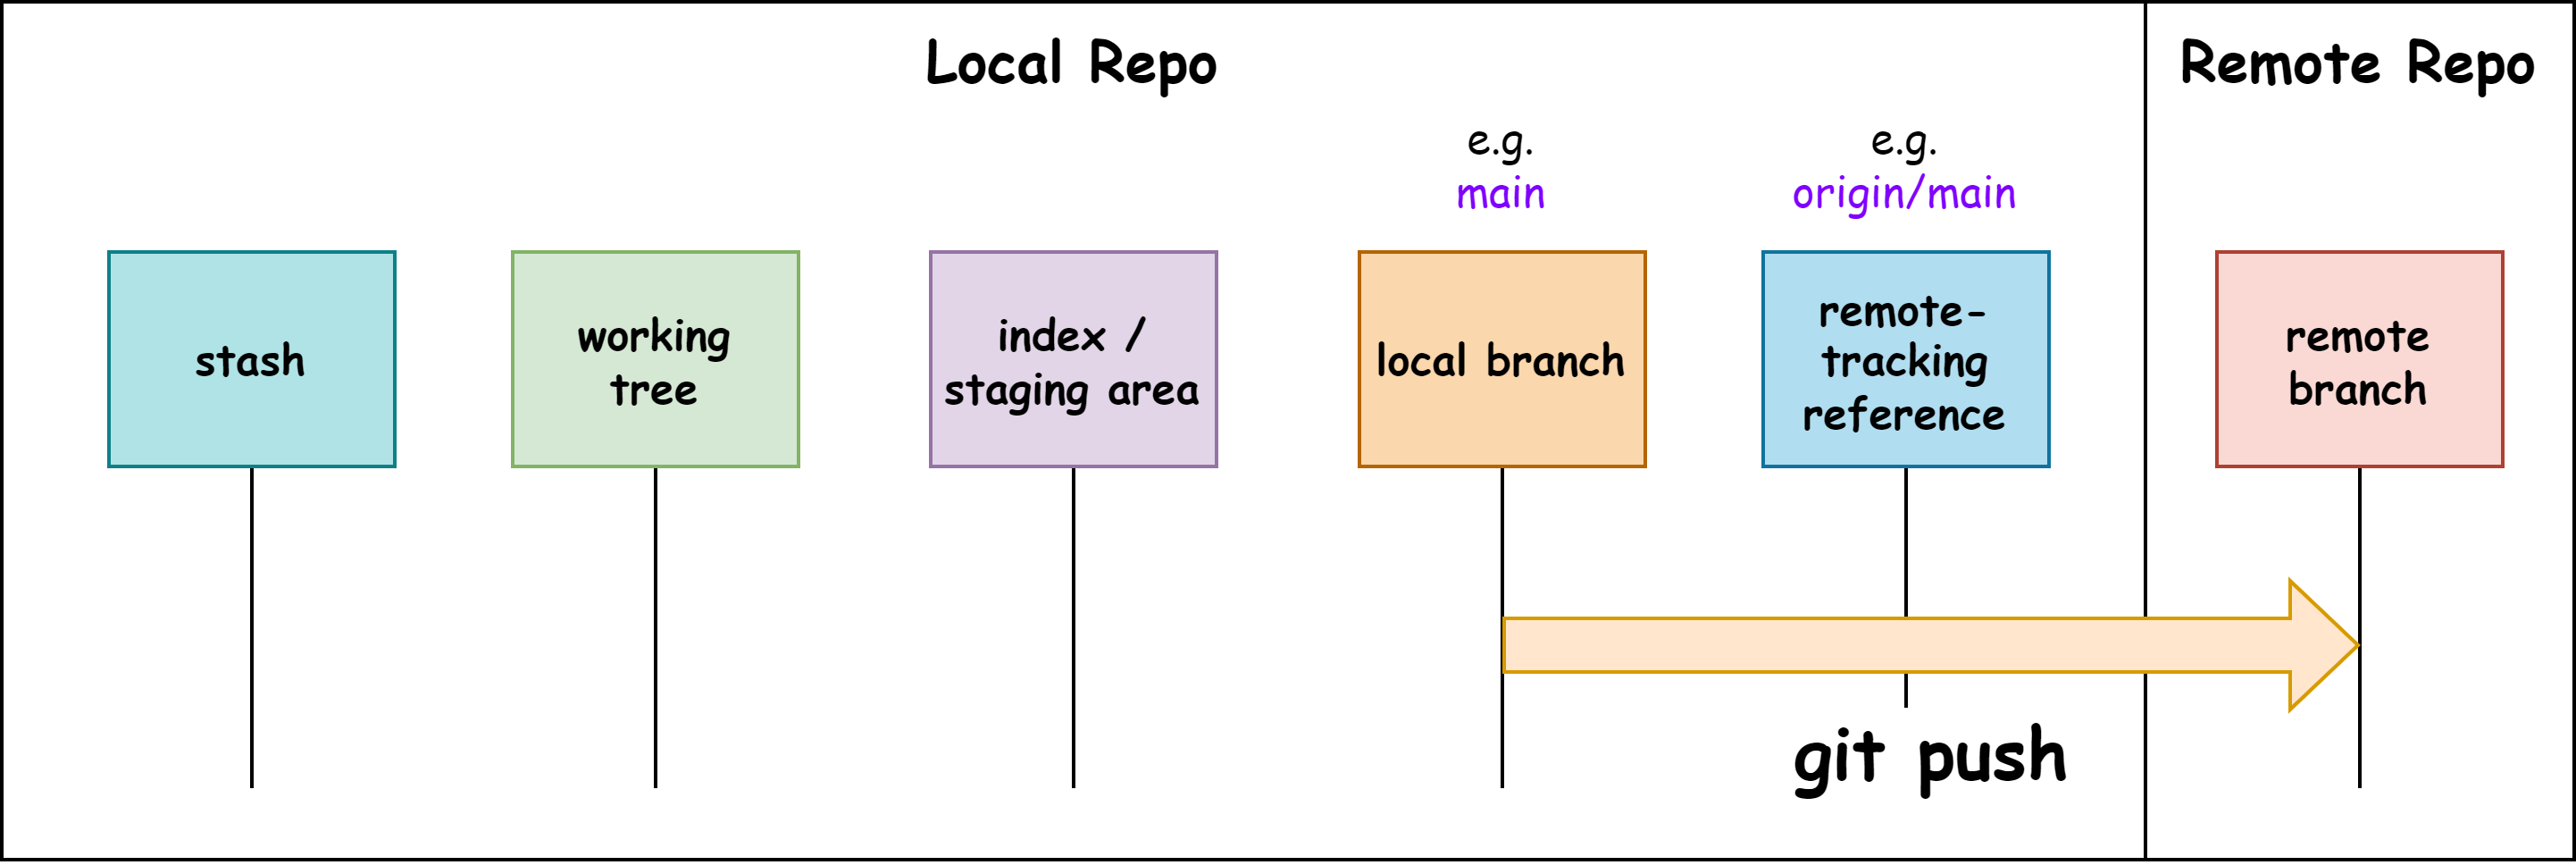 Local Repo
Remote Repo
e.g.
main
e.g.
origin/main
stash
working
tree
index /
staging area
local branch
remote-
tracking
reference
remote
branch
git push